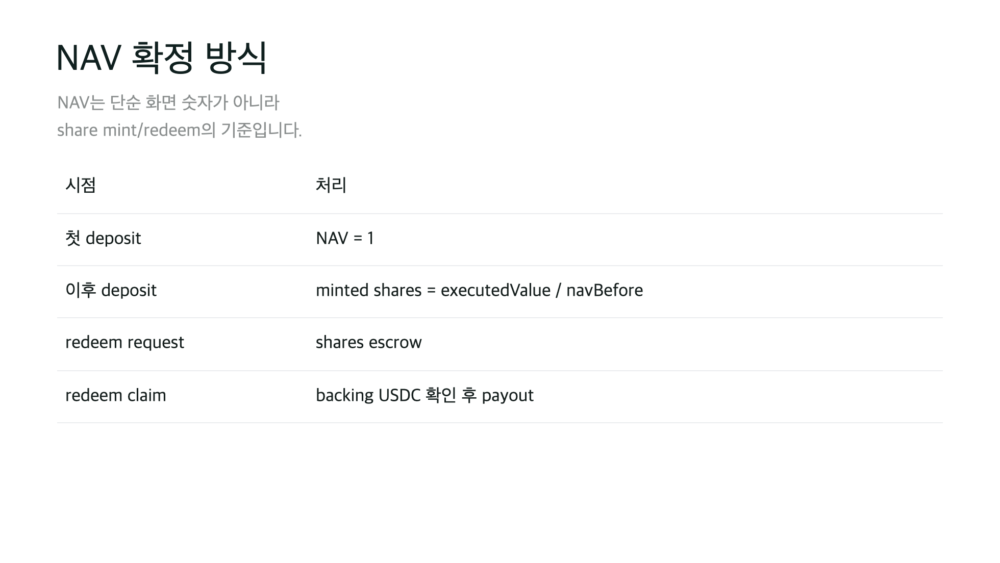 NAV 확정 방식
NAV는 단순 화면 숫자가 아니라
share mint/redeem의 기준입니다.
시점 처리
첫 deposit NAV = 1
이후 deposit minted shares = executedValue / navBefore
redeem request shares escrow
redeem claim backing USDC 확인 후 payout